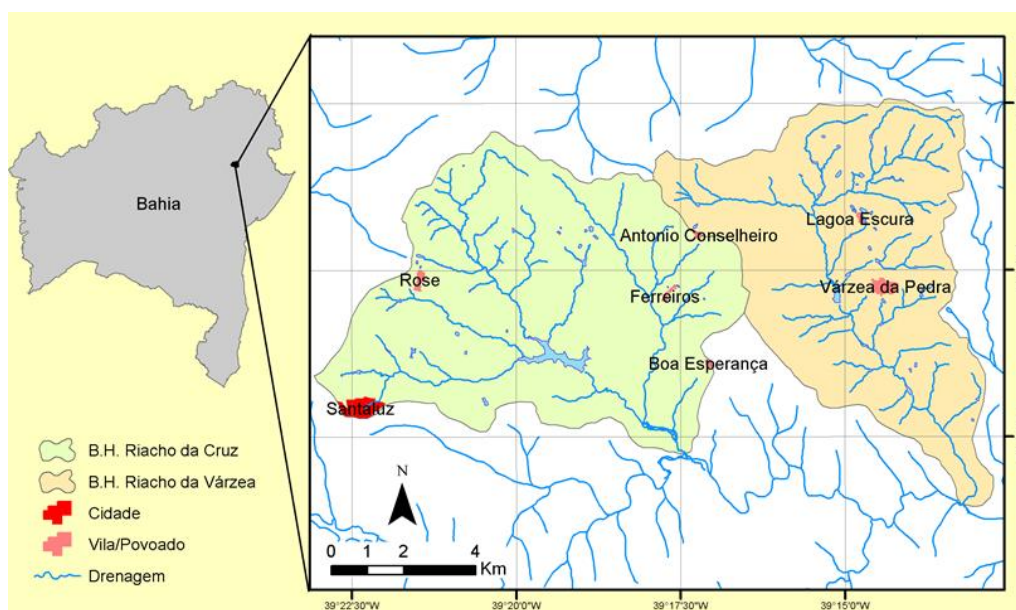 Bahia
Lagoa Escura
Antonio Conselheiro
Rose
Ferreiros
Várzea da Pedra
Boa Esperança
Santaluz
B.H. Riacho da Cruz
B.H. Riacho da Várzea
Cidade
Vila/Povoado
Drenagem
N
0 1 2 4
Km
39°22'30"W 39°20'0"W 39°17'30"W 39°15'0"W